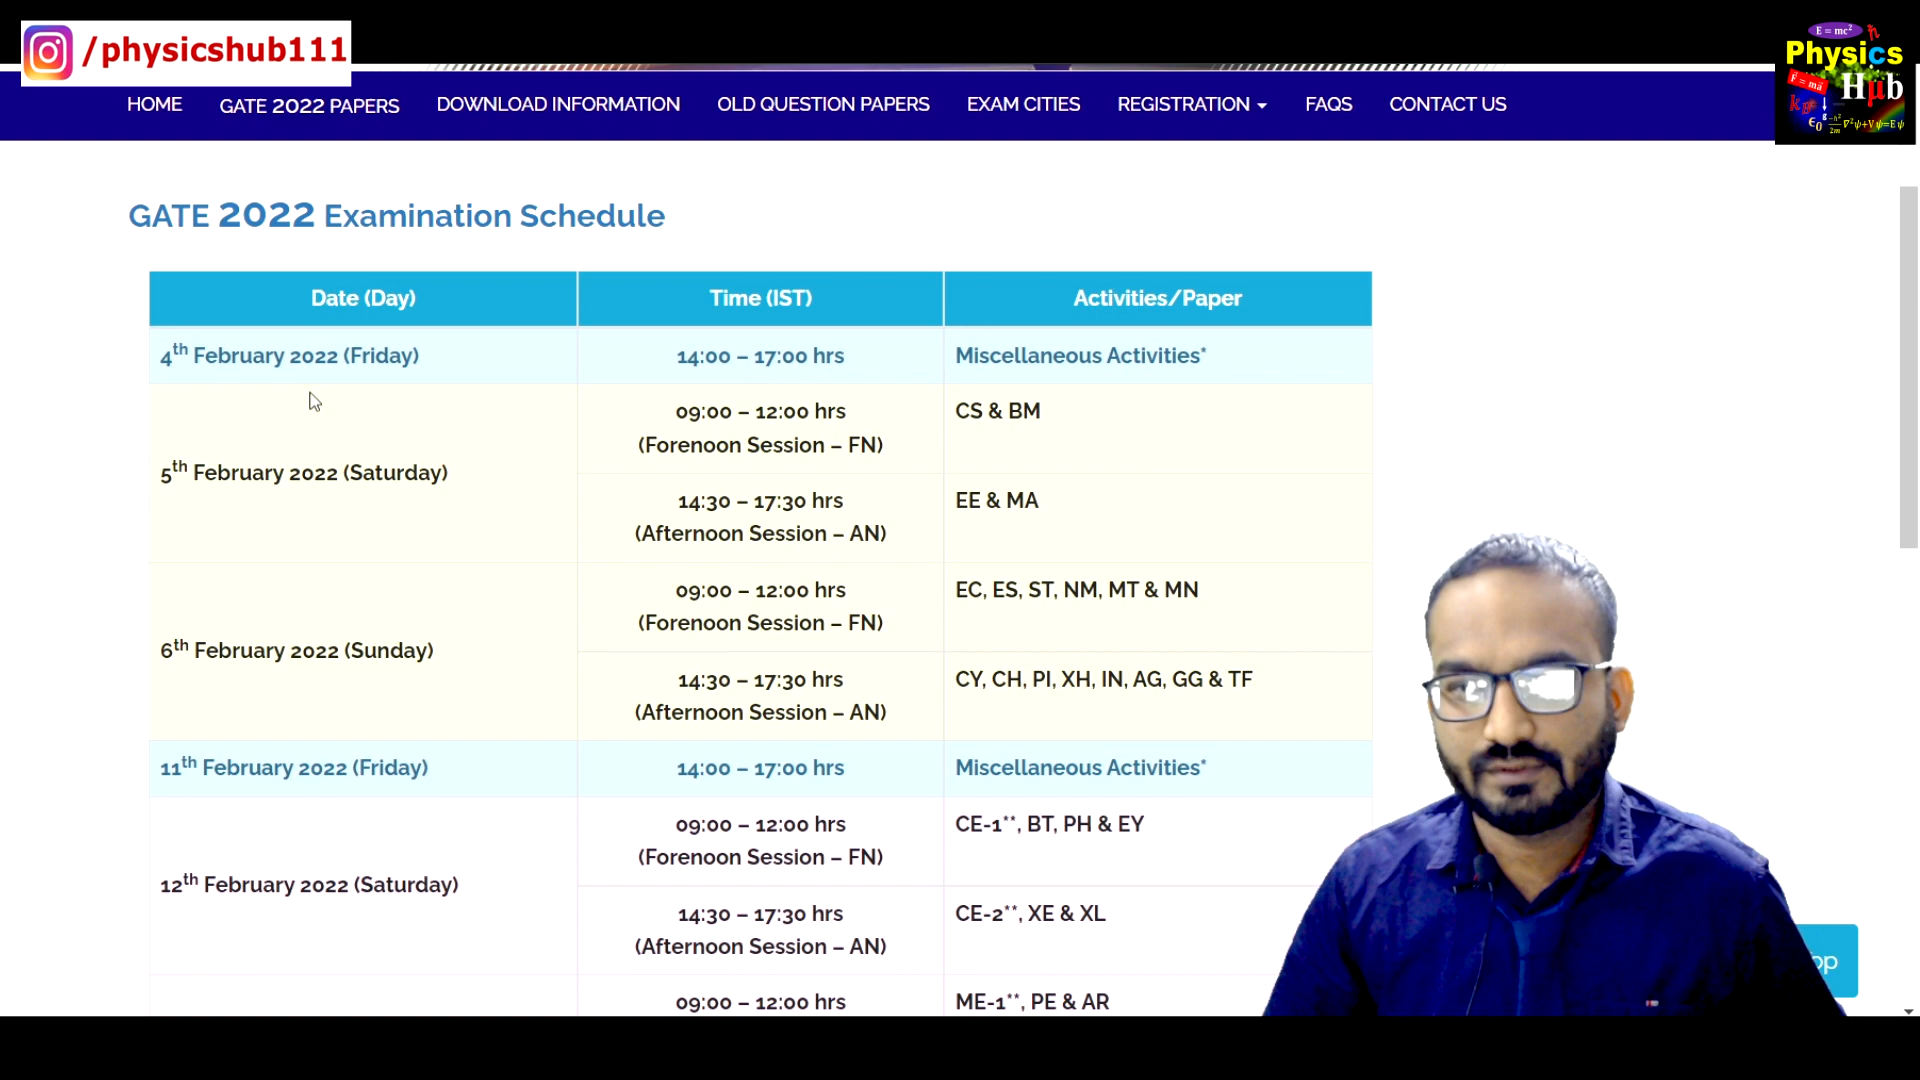 /physicshub111
E = mc²
ħ
Physics
F = ma
Hμb
HOME GATE 2022 PAPERS DOWNLOAD INFORMATION OLD QUESTION PAPERS EXAM CITIES REGISTRATION FAQS CONTACT US
GATE 2022 Examination Schedule
Date (Day) Time (IST) Activities/Paper
4th February 2022 (Friday) 14:00 – 17:00 hrs Miscellaneous Activities*
5th February 2022 (Saturday)
09:00 – 12:00 hrs CS & BM
(Forenoon Session – FN)
14:30 – 17:30 hrs EE & MA
(Afternoon Session – AN)
6th February 2022 (Sunday)
09:00 – 12:00 hrs EC, ES, ST, NM, MT & MN
(Forenoon Session – FN)
14:30 – 17:30 hrs CY, CH, PI, XH, IN, AG, GG & TF
(Afternoon Session – AN)
11th February 2022 (Friday) 14:00 – 17:00 hrs Miscellaneous Activities*
12th February 2022 (Saturday)
09:00 – 12:00 hrs CE-1**, BT, PH & EY
(Forenoon Session – FN)
14:30 – 17:30 hrs CE-2**, XE & XL
(Afternoon Session – AN)
09:00 – 12:00 hrs ME-1**, PE & AR
op